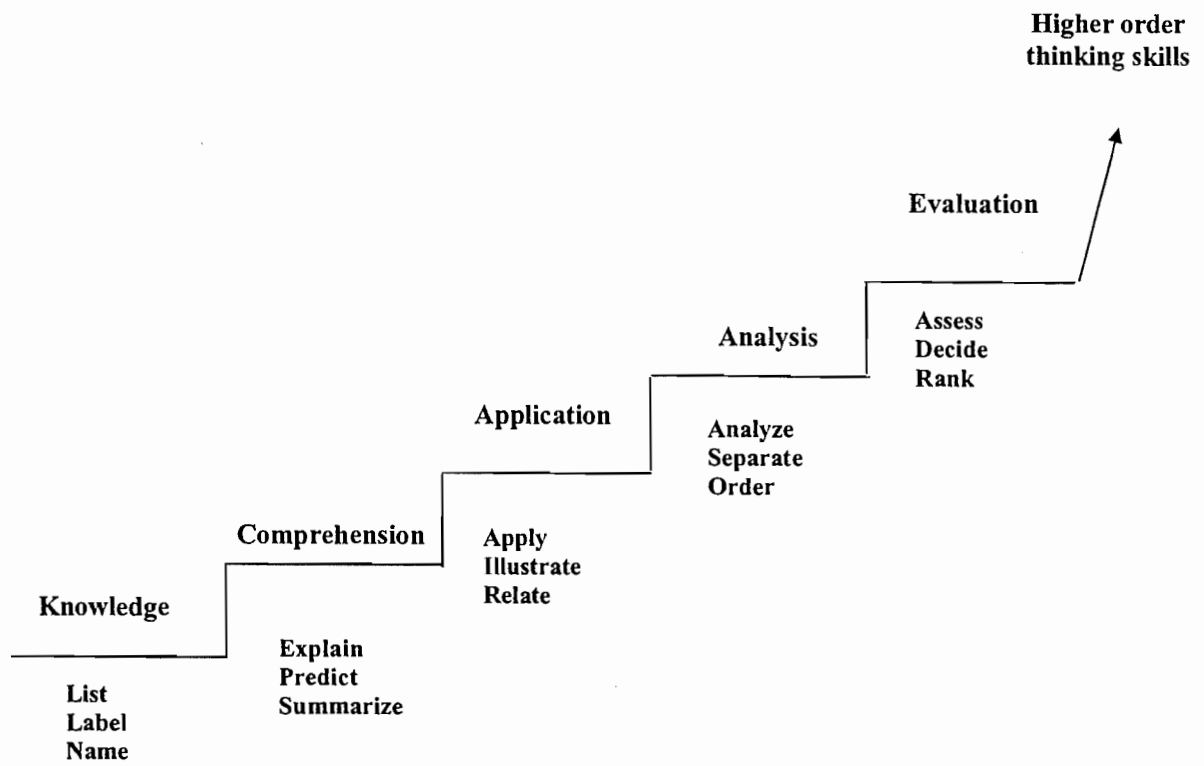 Higher order
thinking skills
Evaluation
Assess
Decide
Rank
Analysis
Analyze
Separate
Order
Application
Apply
Illustrate
Relate
Comprehension
Explain
Predict
Summarize
Knowledge
List
Label
Name